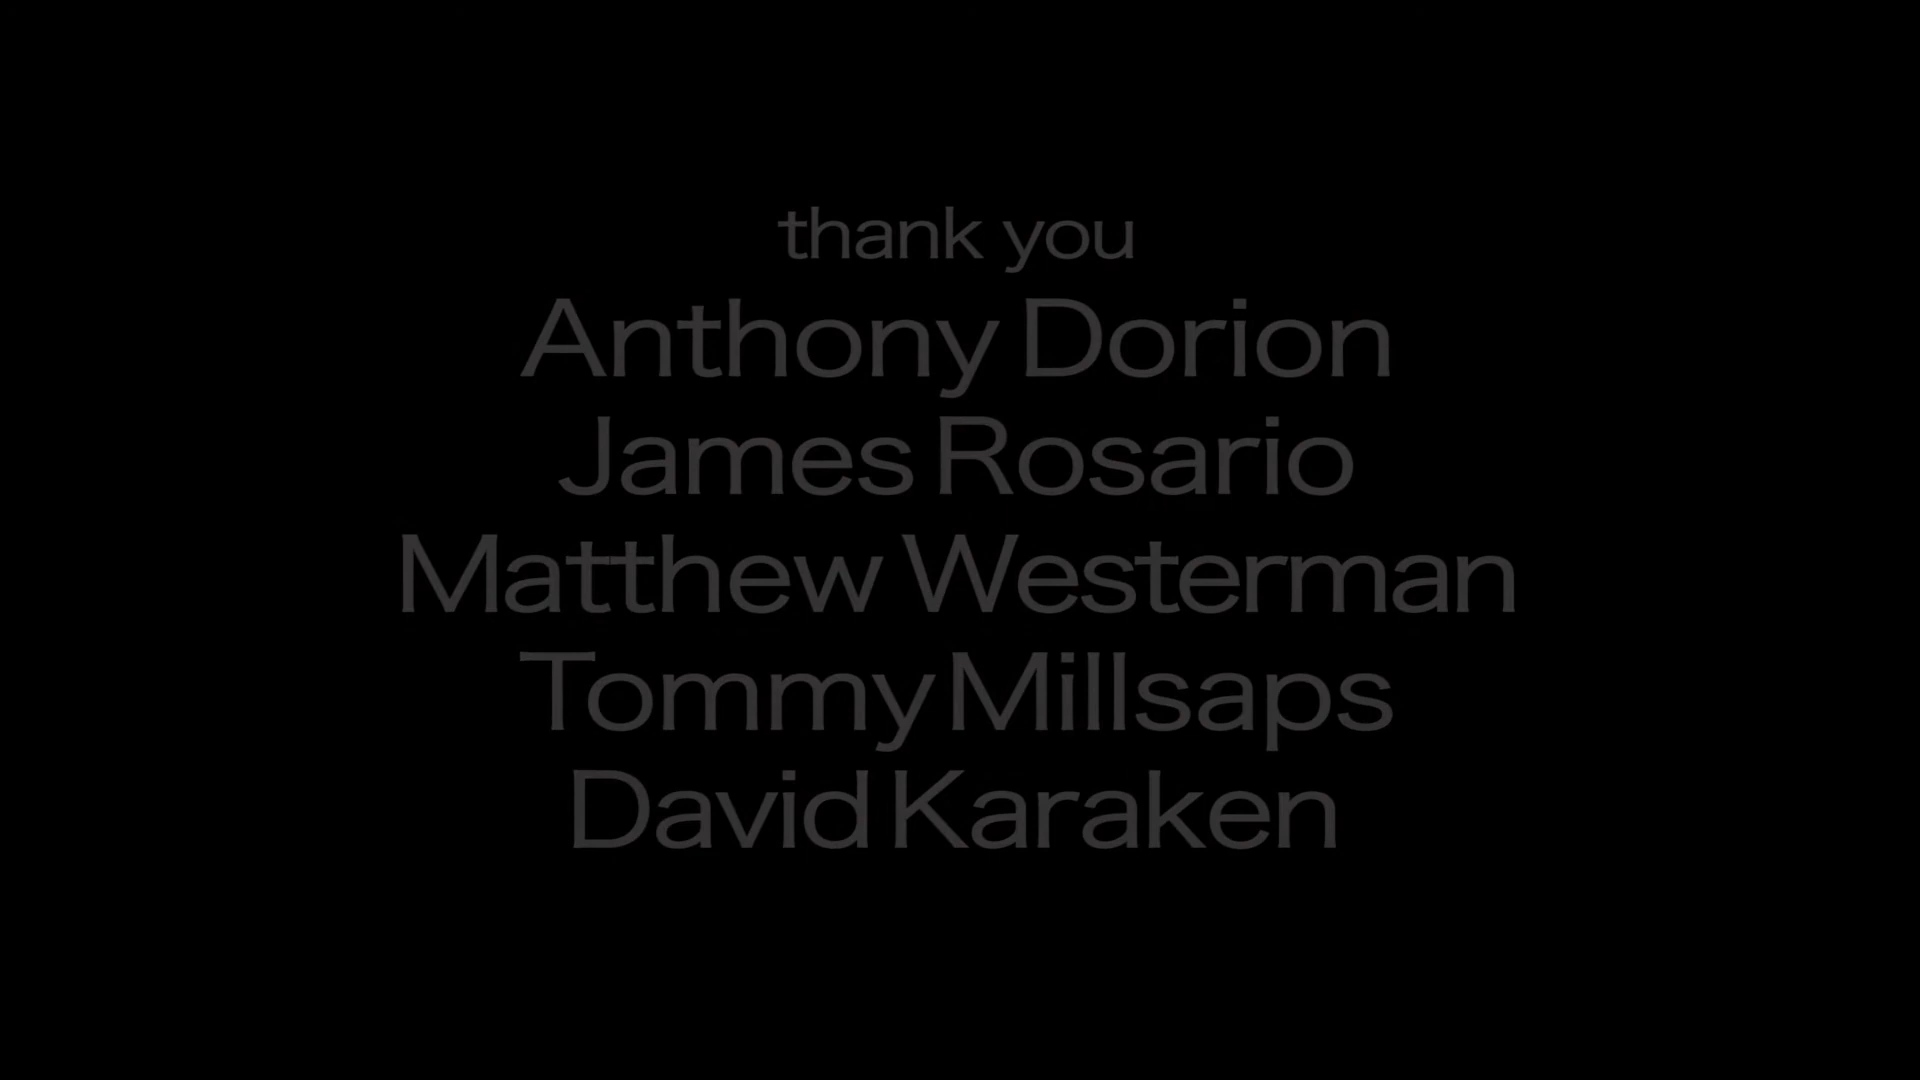 thank you
Anthony Dorion
James Rosario
Matthew Westerman
Tommy Millsaps
David Karaken